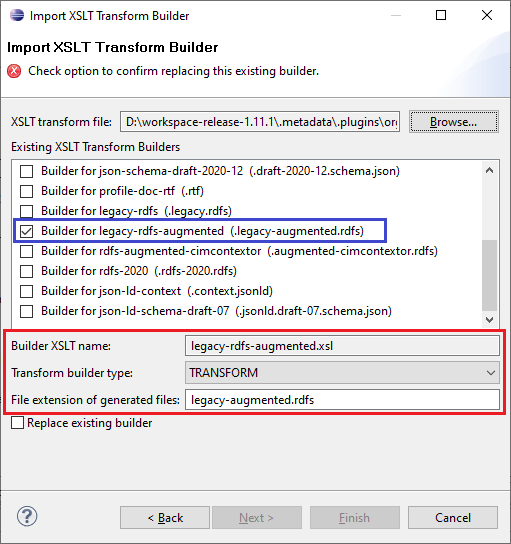 Import XSLT Transform Builder
Import XSLT Transform Builder
Check option to confirm replacing this existing builder.
XSLT transform file: D:\workspace-release-1.11.1\.metadata\.plugins\org Browse...
Existing XSLT Transform Builders
Builder for json-schema-draft-2020-12 (.draft-2020-12.schema.json)
Builder for profile-doc-rtf (.rtf)
Builder for legacy-rdfs (.legacy.rdfs)
Builder for legacy-rdfs-augmented (.legacy-augmented.rdfs)
Builder for rdfs-augmented-cimcontextor (.augmented-cimcontextor.rdfs)
Builder for rdfs-2020 (.rdfs-2020.rdfs)
Builder for json-ld-context (.context.jsonld)
Builder for json-ld-schema-draft-07 (.jsonld.draft-07.schema.json)
Builder XSLT name: legacy-rdfs-augmented.xsl
Transform builder type: TRANSFORM
File extension of generated files: legacy-augmented.rdfs
Replace existing builder
? < Back Next > Finish Cancel